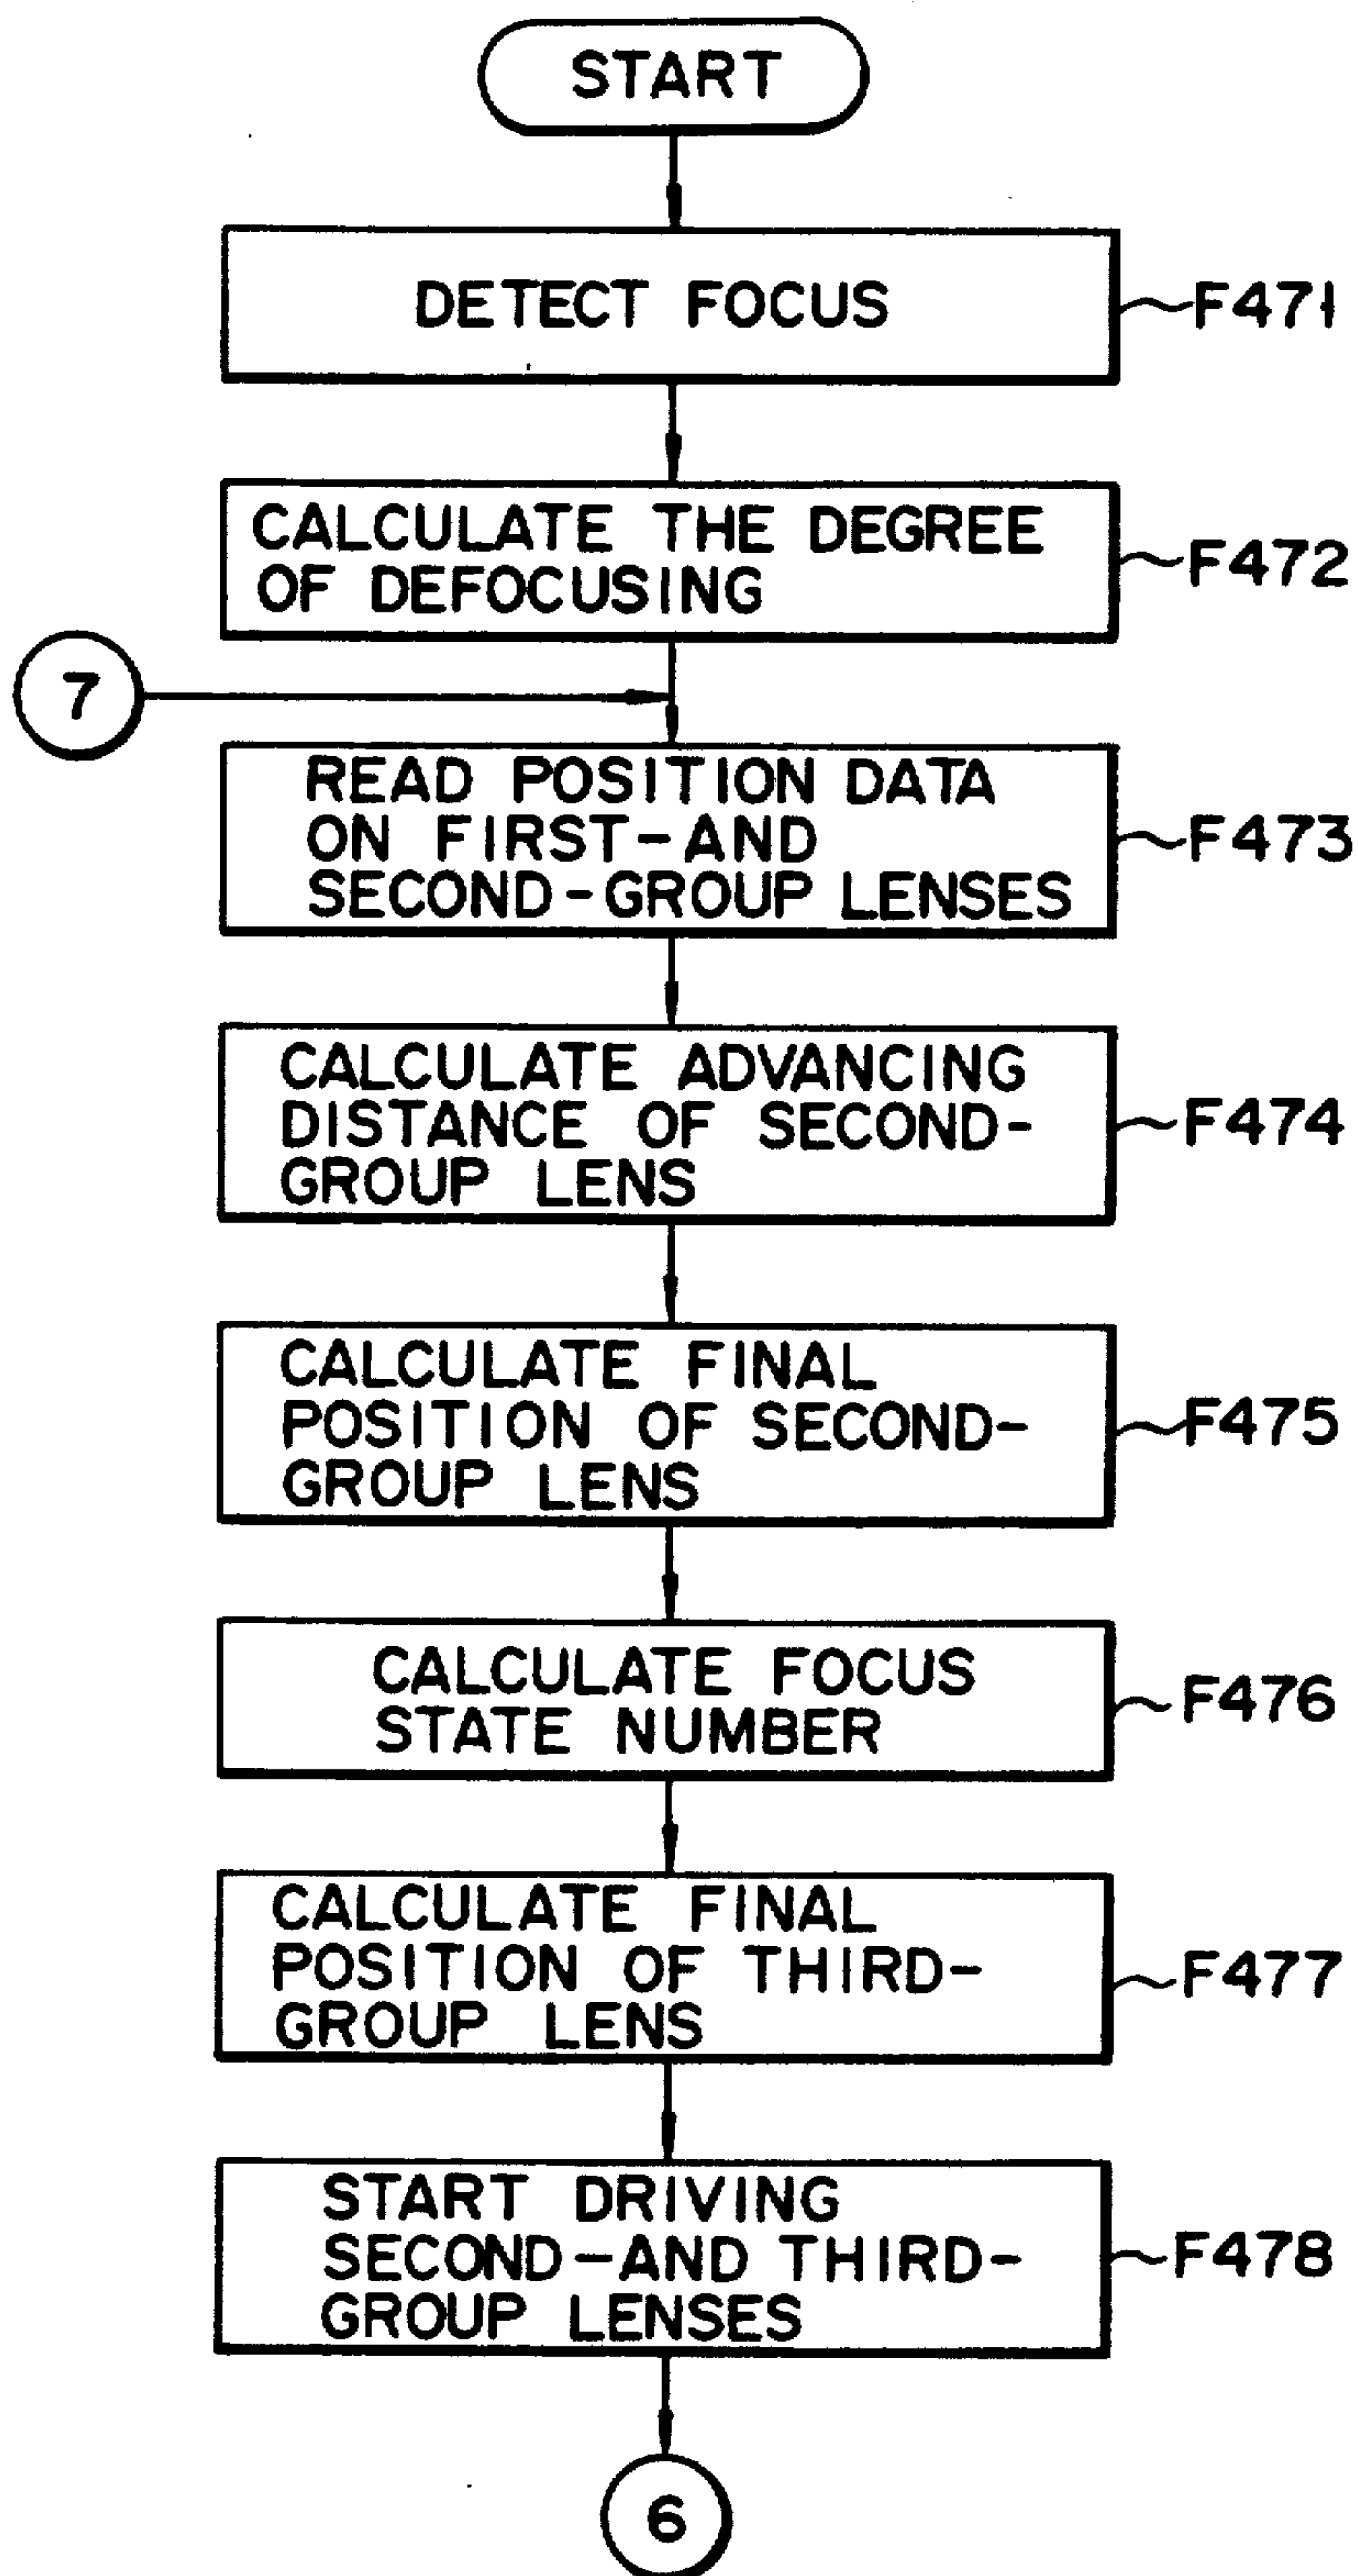 START
DETECT FOCUS
F471
CALCULATE THE DEGREE
OF DEFOCUSING
F472
7
READ POSITION DATA
ON FIRST-AND
SECOND-GROUP LENSES
F473
CALCULATE ADVANCING
DISTANCE OF SECOND-
GROUP LENS
F474
CALCULATE FINAL
POSITION OF SECOND-
GROUP LENS
F475
CALCULATE FOCUS
STATE NUMBER
F476
CALCULATE FINAL
POSITION OF THIRD-
GROUP LENS
F477
START DRIVING
SECOND-AND THIRD-
GROUP LENSES
F478
6